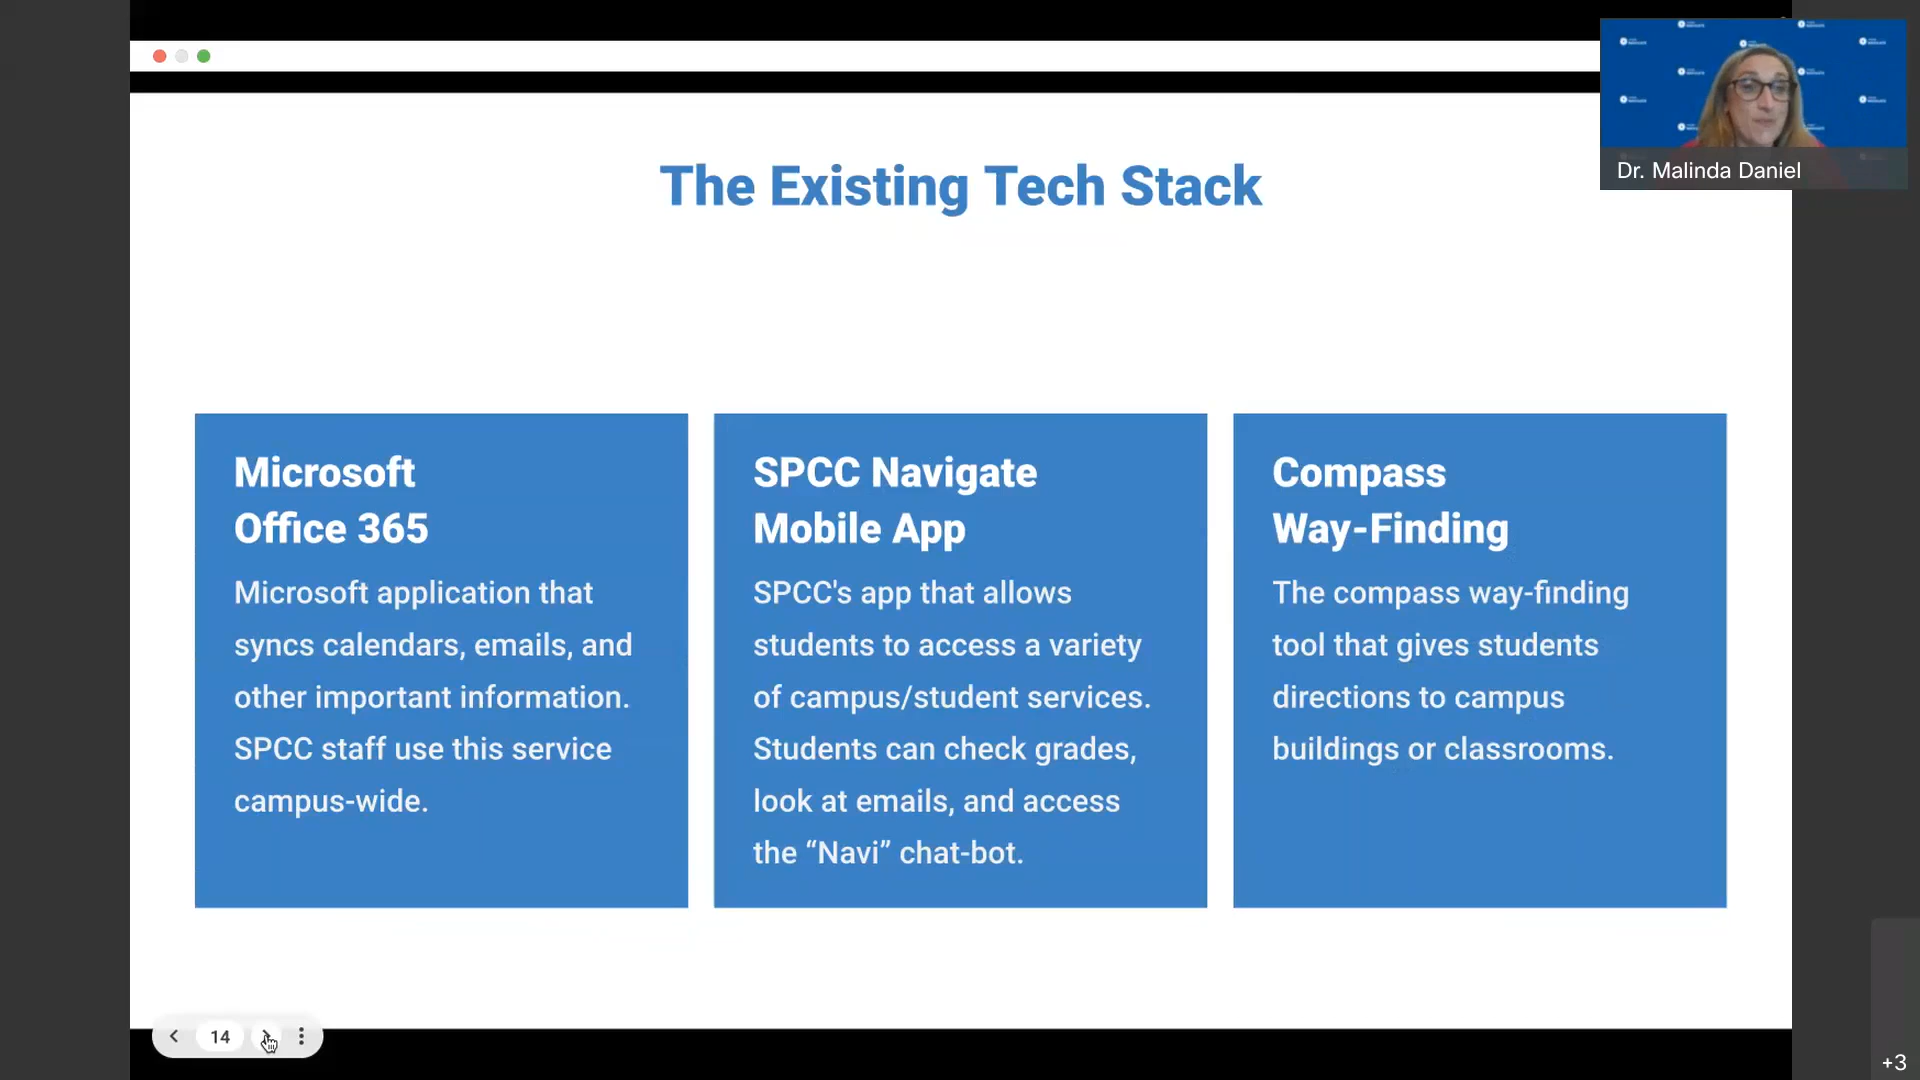 The Existing Tech Stack
Dr. Malinda Daniel
Microsoft
Office 365
Microsoft application that
syncs calendars, emails, and
other important information.
SPCC staff use this service
campus-wide.
SPCC Navigate
Mobile App
SPCC's app that allows
students to access a variety
of campus/student services.
Students can check grades,
look at emails, and access
the “Navi” chat-bot.
Compass
Way-Finding
The compass way-finding
tool that gives students
directions to campus
buildings or classrooms.
14
+3